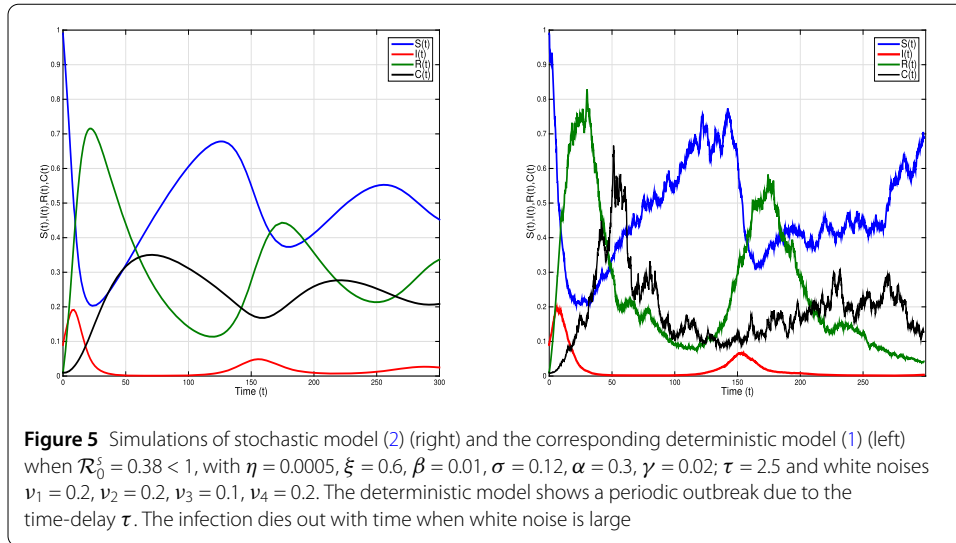 S(t)
I(t)
R(t)
C(t)
1
0.9
0.8
0.7
0.6
0.5
0.4
0.3
0.2
0.1
0
S(t),I(t),R(t),C(t)
0 50 100 150 200 250 300
Time (t)
S(t)
I(t)
R(t)
C(t)
1
0.9
0.8
0.7
0.6
0.5
0.4
0.3
0.2
0.1
0
S(t),I(t),R(t),C(t)
0 50 100 150 200 250
Time (t)
Figure 5 Simulations of stochastic model (2) (right) and the corresponding deterministic model (1) (left)
when ℛ₀ˢ = 0.38 < 1, with η = 0.0005, ξ = 0.6, β = 0.01, σ = 0.12, α = 0.3, γ = 0.02; τ = 2.5 and white noises
ν₁ = 0.2, ν₂ = 0.2, ν₃ = 0.1, ν₄ = 0.2. The deterministic model shows a periodic outbreak due to the
time-delay τ. The infection dies out with time when white noise is large